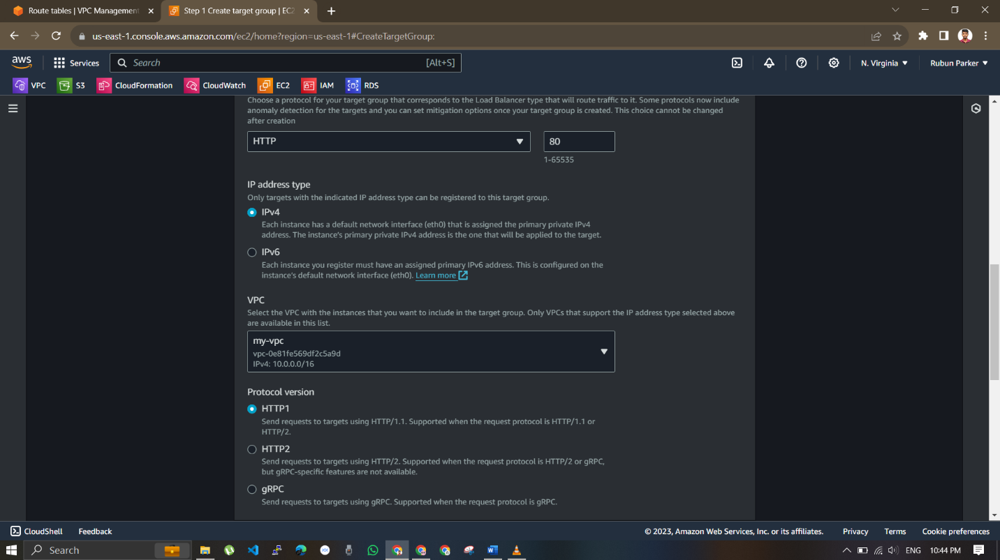 Route tables | VPC Management
Step 1 Create target group | EC2
us-east-1.console.aws.amazon.com/ec2/home?region=us-east-1#CreateTargetGroup:
aws
Services
Search
[Alt+S]
N. Virginia
Rubun Parker
VPC
S3
CloudFormation
CloudWatch
EC2
IAM
RDS
Choose a protocol for your target group that corresponds to the Load Balancer type that will route traffic to it. Some protocols now include
anomaly detection for the targets and you can set mitigation options once your target group is created. This choice cannot be changed
after creation
HTTP
80
1-65535
IP address type
Only targets with the indicated IP address type can be registered to this target group.
IPv4
Each instance has a default network interface (eth0) that is assigned the primary private IPv4
address. The instance's primary private IPv4 address is the one that will be applied to the target.
IPv6
Each instance you register must have an assigned primary IPv6 address. This is configured on the
instance's default network interface (eth0). Learn more
VPC
Select the VPC with the instances that you want to include in the target group. Only VPCs that support the IP address type selected above
are available in this list.
my-vpc
vpc-0e81fe569df2c5a9d
IPv4: 10.0.0.0/16
Protocol version
HTTP1
Send requests to targets using HTTP/1.1. Supported when the request protocol is HTTP/1.1 or
HTTP/2.
HTTP2
Send requests to targets using HTTP/2. Supported when the request protocol is HTTP/2 or gRPC,
but gRPC-specific features are not available.
gRPC
Send requests to targets using gRPC. Supported when the request protocol is gRPC.
CloudShell
Feedback
© 2023, Amazon Web Services, Inc. or its affiliates.
Privacy
Terms
Cookie preferences
Search
ENG
10:44 PM